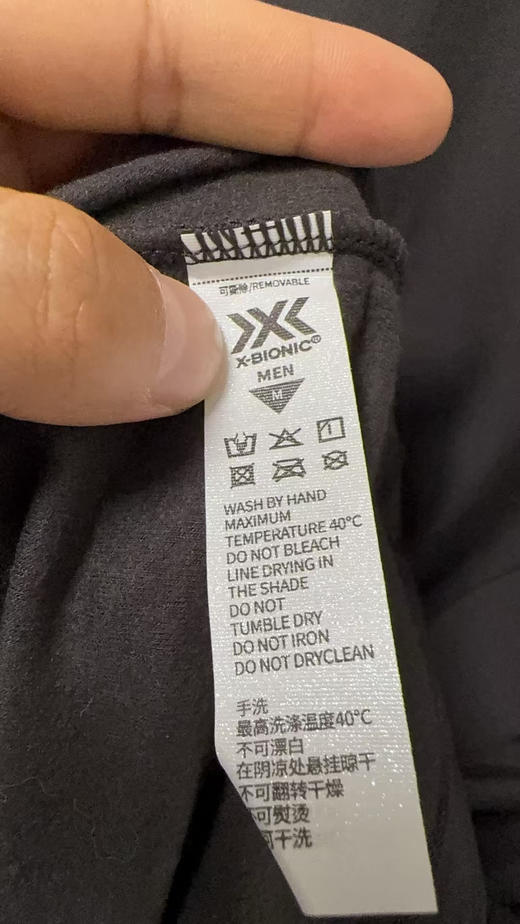 可裁除/REMOVABLE
X-BIONIC®
MEN
M
WASH BY HAND
MAXIMUM
TEMPERATURE 40°C
DO NOT BLEACH
LINE DRYING IN
THE SHADE
DO NOT
TUMBLE DRY
DO NOT IRON
DO NOT DRYCLEAN
手洗
最高洗涤温度40°C
不可漂白
在阴凉处悬挂晾干
不可翻转干燥
可熨烫
可干洗